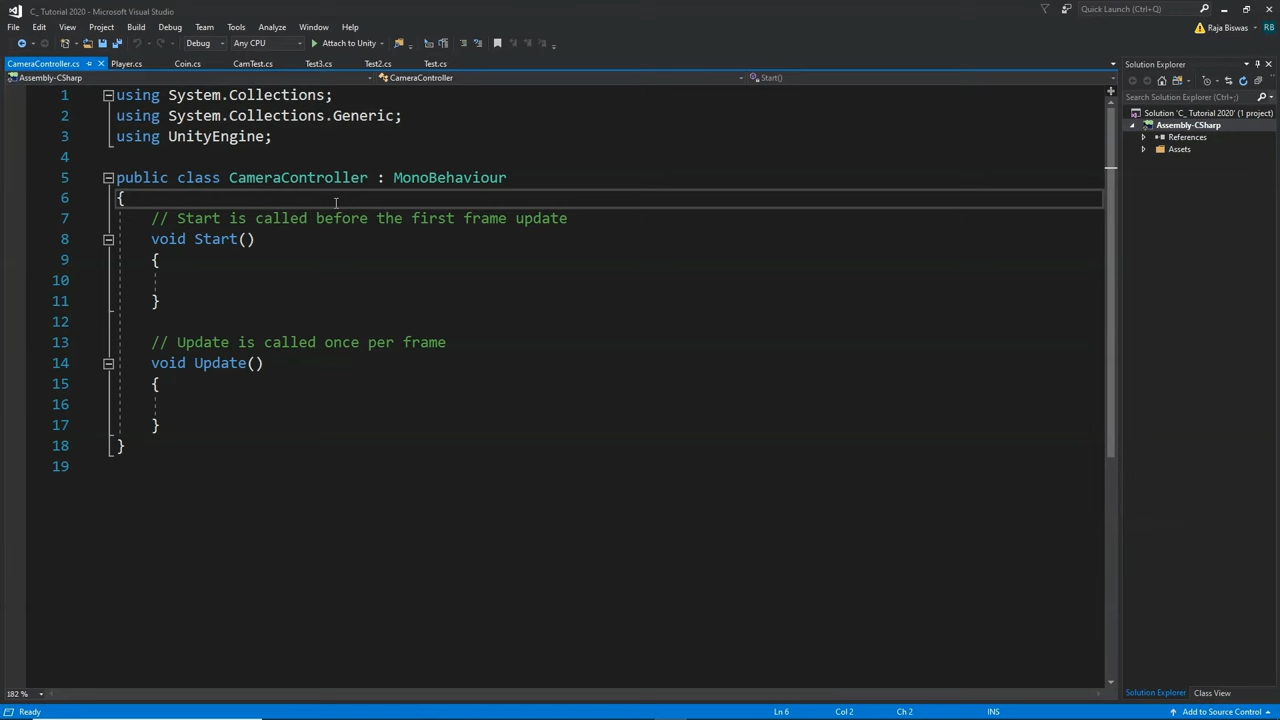 C_ Tutorial 2020 - Microsoft Visual Studio
Quick Launch (Ctrl+Q)
File Edit View Project Build Debug Team Tools Analyze Window Help
Raja Biswas RB
Debug Any CPU Attach to Unity
CameraController.cs Player.cs Coin.cs CamTest.cs Test3.cs Test2.cs Test.cs
Assembly-CSharp CameraController Start()
1 using System.Collections;
2 using System.Collections.Generic;
3 using UnityEngine;
4
5 public class CameraController : MonoBehaviour
6 {
7 // Start is called before the first frame update
8 void Start()
9 {
10
11 }
12
13 // Update is called once per frame
14 void Update()
15 {
16
17 }
18 }
19
182 %
Solution Explorer
Search Solution Explorer (Ctrl+;)
Solution 'C_ Tutorial 2020' (1 project)
Assembly-CSharp
References
Assets
Solution Explorer Class View
Ready Ln 6 Col 2 Ch 2 INS Add to Source Control